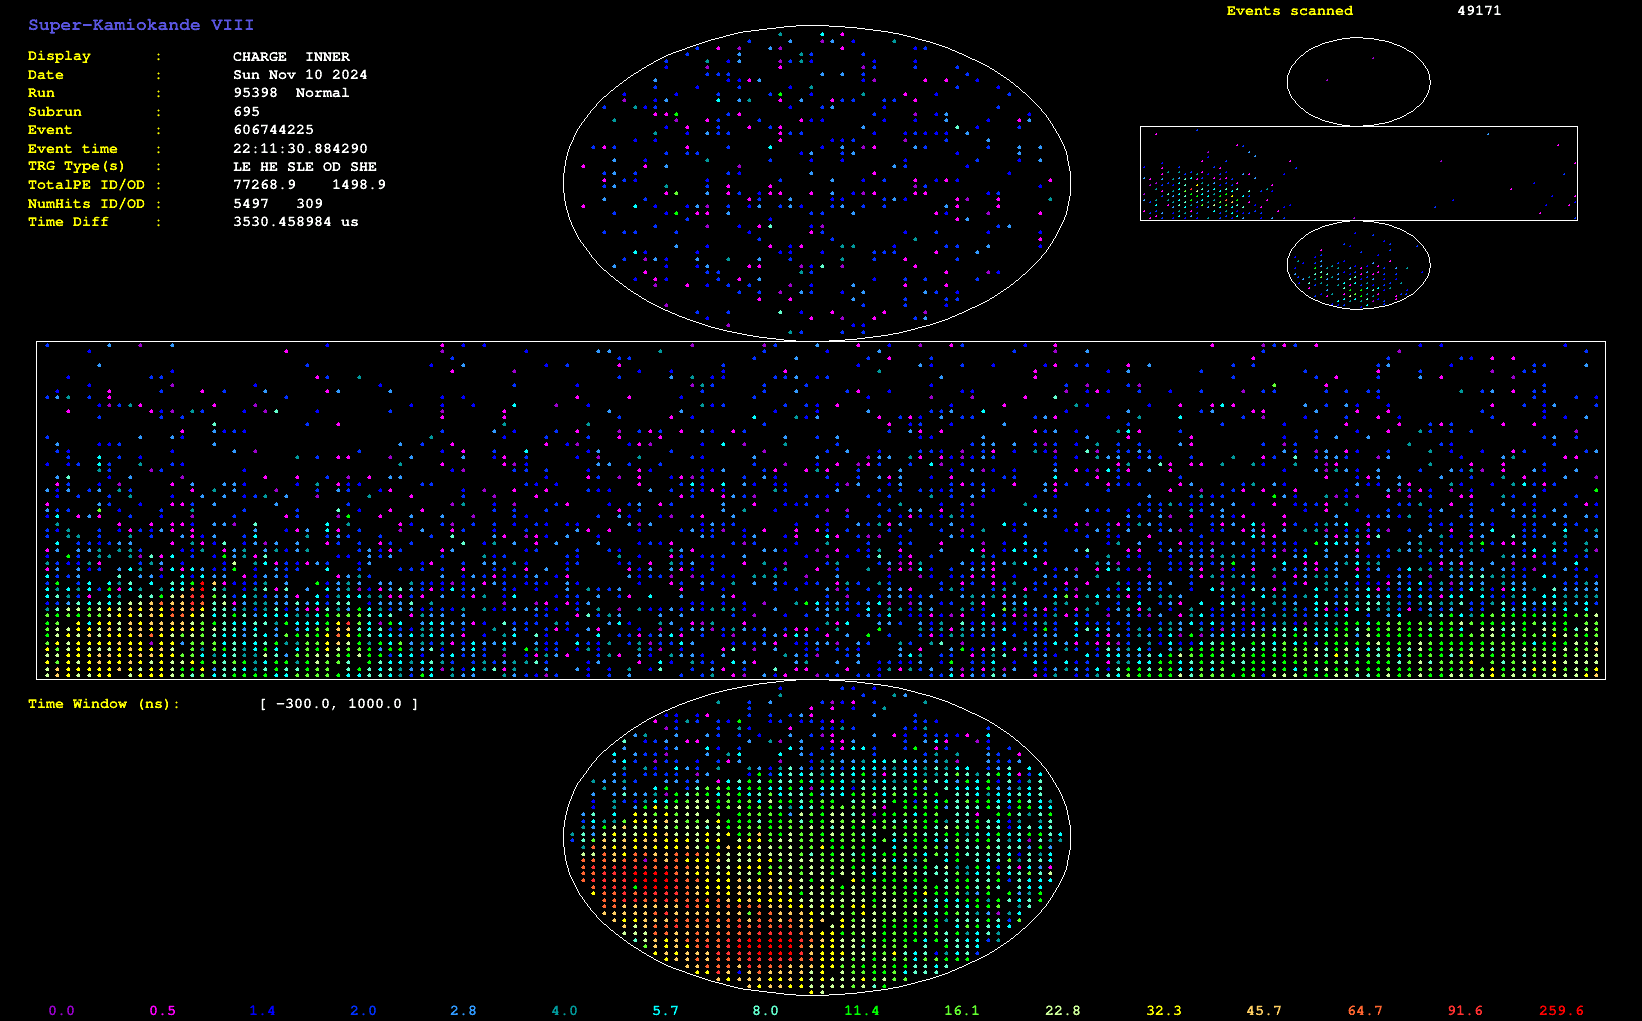 Super-Kamiokande VIII
Events scanned 49171
Display : CHARGE INNER
Date : Sun Nov 10 2024
Run : 95398 Normal
Subrun : 695
Event : 606744225
Event time : 22:11:30.884290
TRG Type(s) : LE HE SLE OD SHE
TotalPE ID/OD : 77268.9 1498.9
NumHits ID/OD : 5497 309
Time Diff : 3530.458984 us
Time Window (ns): [ -300.0, 1000.0 ]
0.0 0.5 1.4 2.0 2.8 4.0 5.7 8.0 11.4 16.1 22.8 32.3 45.7 64.7 91.6 259.6